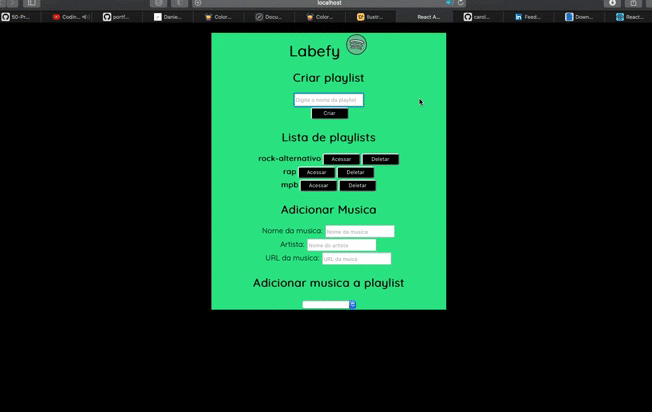 localhost
SD-Pr... Codin... portf... Danie... Color... Docu... Color... Ilustr... React A... carol... Feed... Down... React...
Labefy
Criar playlist
Digite o nome da playlist
Criar
Lista de playlists
rock-alternativo Acessar Deletar
rap Acessar Deletar
mpb Acessar Deletar
Adicionar Musica
Nome da musica: Nome da musica
Artista: Nome do artista
URL da musica: URL da musica
Adicionar musica a playlist